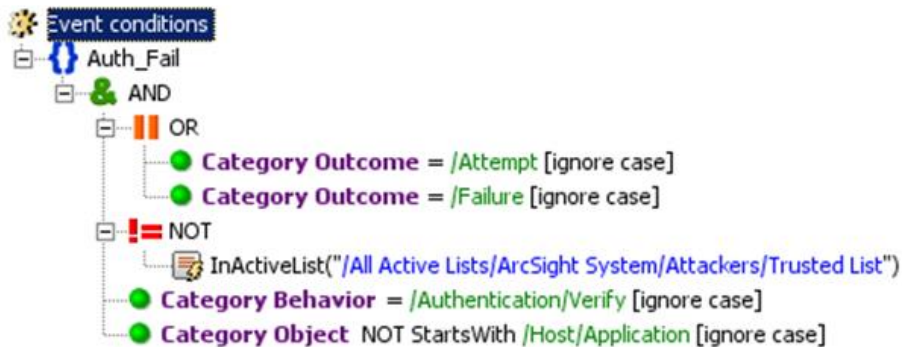 Event conditions
Auth_Fail
& AND
OR
Category Outcome = /Attempt [ignore case]
Category Outcome = /Failure [ignore case]
!= NOT
InActiveList("/All Active Lists/ArcSight System/Attackers/Trusted List")
Category Behavior = /Authentication/Verify [ignore case]
Category Object NOT StartsWith /Host/Application [ignore case]